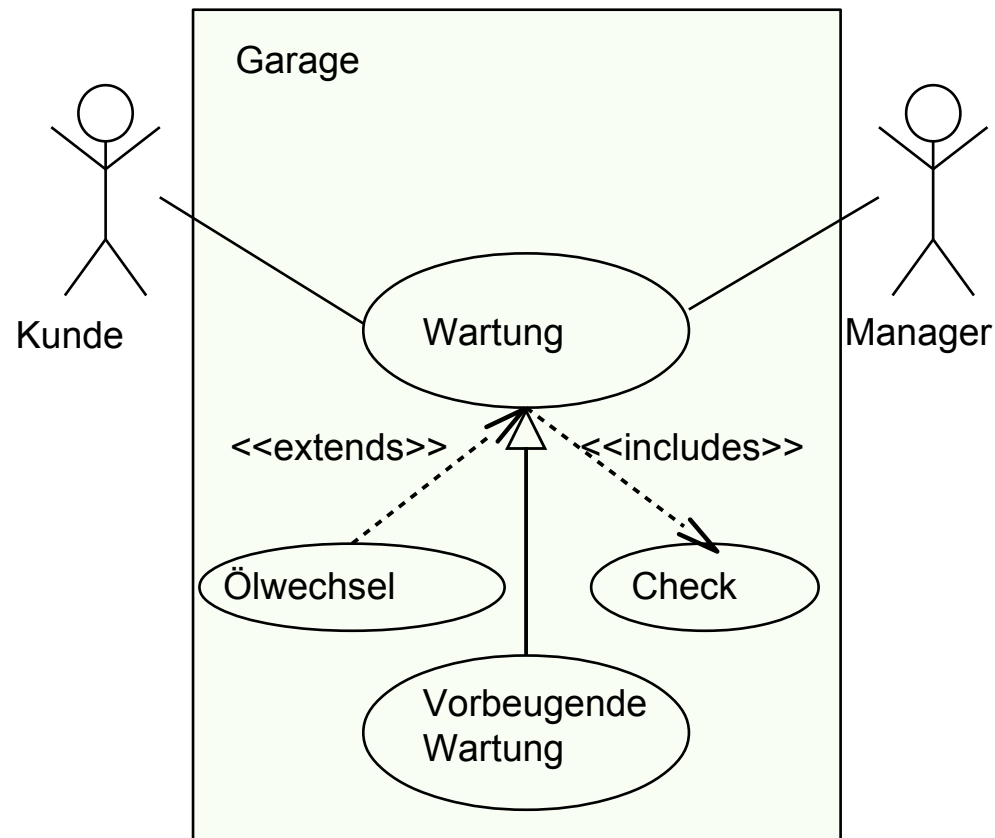 Garage
Kunde
Wartung
Manager
<<extends>>
<<includes>>
Ölwechsel
Check
Vorbeugende
Wartung